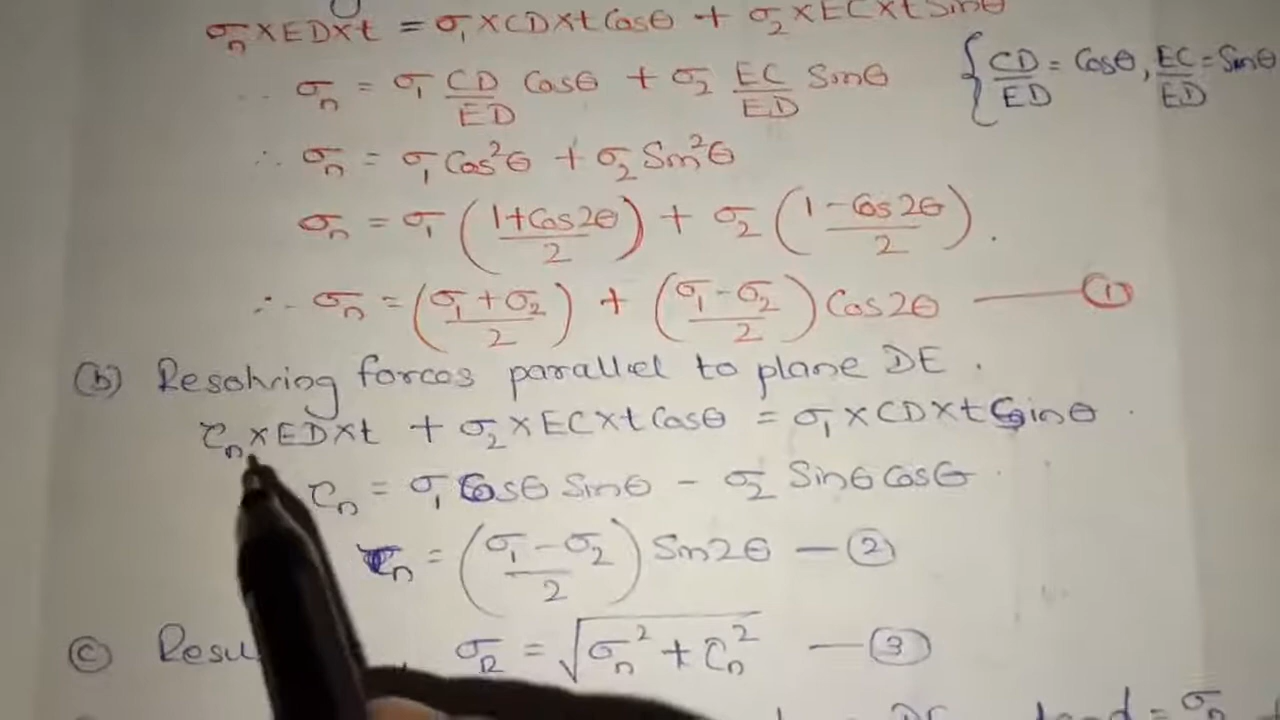 σn×ED×t = σ1×CD×t Cosθ + σ2×EC×t Sinθ
∴ σn = σ1 CD/ED Cosθ + σ2 EC/ED Sinθ { CD/ED = Cosθ, EC/ED = Sinθ
∴ σn = σ1 Cos²θ + σ2 Sin²θ
σn = σ1 ( 1+Cos2θ / 2 ) + σ2 ( 1-Cos2θ / 2 ).
∴ σn = ( σ1+σ2 / 2 ) + ( σ1-σ2 / 2 ) Cos2θ — ①
(b) Resolving forces parallel to plane DE.
τn×ED×t + σ2×EC×t Cosθ = σ1×CD×t Sinθ.
τn = σ1 Cosθ Sinθ - σ2 Sinθ Cosθ.
τn = ( σ1-σ2 / 2 ) Sin2θ — ②
(c) Resu σR = √(σn² + τn²) — ③
DE = σn